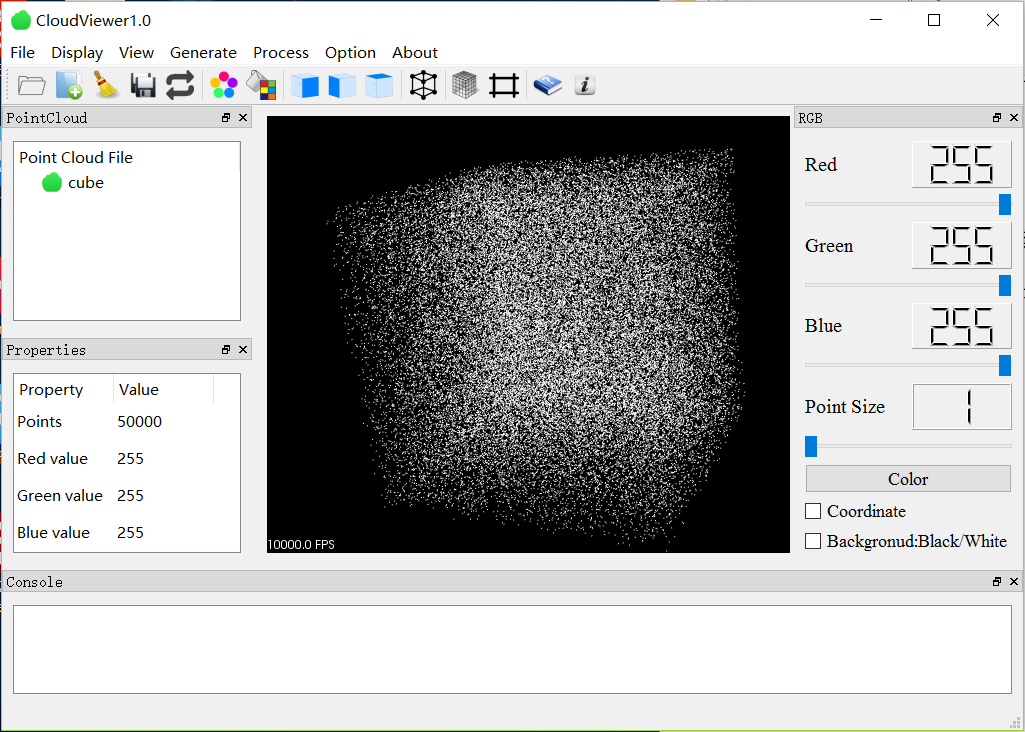 CloudViewer1.0
File Display View Generate Process Option About
PointCloud
Point Cloud File
cube
Properties
Property Value
Points 50000
Red value 255
Green value 255
Blue value 255
10000.0 FPS
RGB
Red 255
Green 255
Blue 255
Point Size 1
Color
Coordinate
Backgronud:Black/White
Console